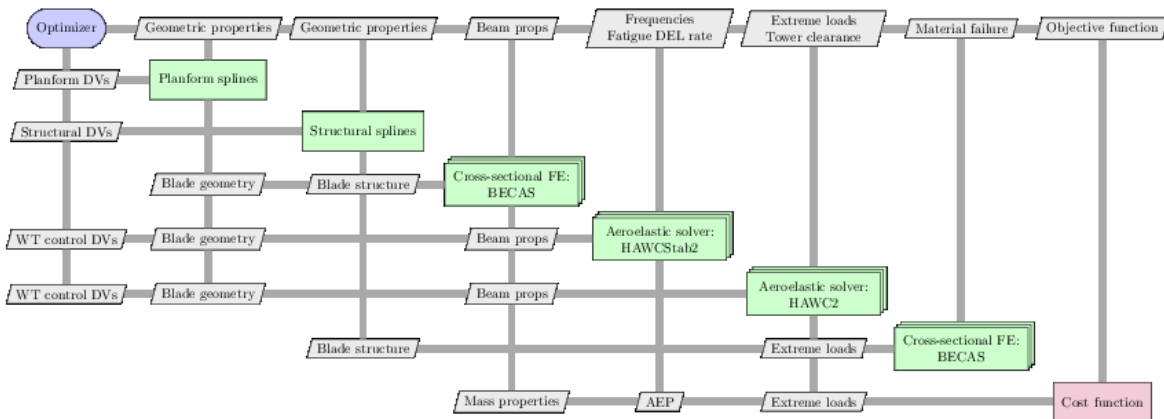 Optimizer
Geometric properties
Geometric properties
Beam props
Frequencies
Fatigue DEL rate
Extreme loads
Tower clearance
Material failure
Objective function
Planform DVs
Planform splines
Structural DVs
Structural splines
Blade geometry
Blade structure
Cross-sectional FE:
BECAS
WT control DVs
Blade geometry
Beam props
Aeroelastic solver:
HAWCStab2
WT control DVs
Blade geometry
Beam props
Aeroelastic solver:
HAWC2
Blade structure
Extreme loads
Cross-sectional FE:
BECAS
Mass properties
AEP
Extreme loads
Cost function